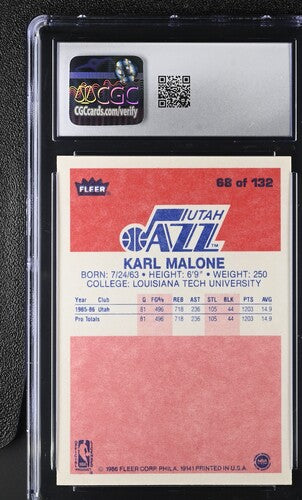 CGC
CGCcards.com/verify
FLEER
68 of 132
UTAH
JAZZ
KARL MALONE
BORN: 7/24/63 • HEIGHT: 6'9" • WEIGHT: 250
COLLEGE: LOUISIANA TECH UNIVERSITY
Year Club G FG% REB AST STL BLK PTS AVG
1985-86 Utah 81 496 718 236 105 44 1203 14.9
Pro Totals 81 496 718 236 105 44 1203 14.9
© 1986 FLEER CORP. PHILA. 19141 PRINTED IN U.S.A.